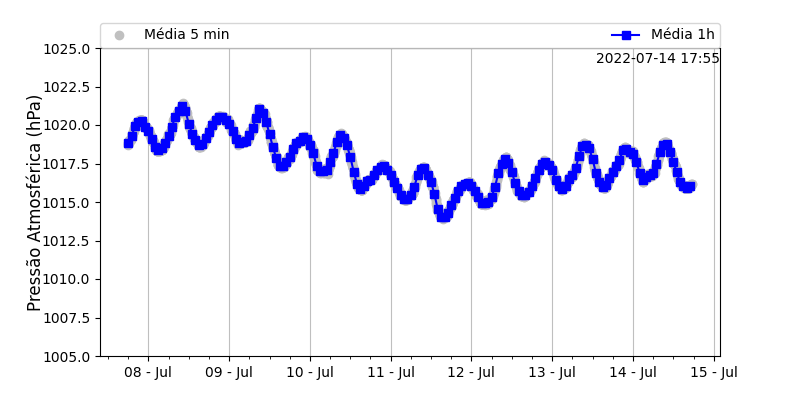 Média 5 min
Média 1h
2022-07-14 17:55
Pressão Atmosférica (hPa)
1025.0
1022.5
1020.0
1017.5
1015.0
1012.5
1010.0
1007.5
1005.0
08 - Jul
09 - Jul
10 - Jul
11 - Jul
12 - Jul
13 - Jul
14 - Jul
15 - Jul